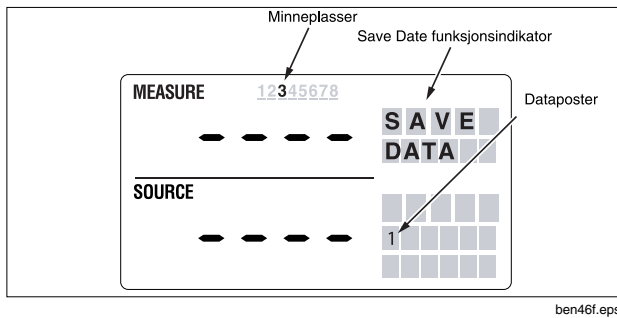 Minneplasser
Save Date funksjonsindikator
Dataposter
MEASURE 12345678
SAVE
DATA
SOURCE
1
ben46f.eps